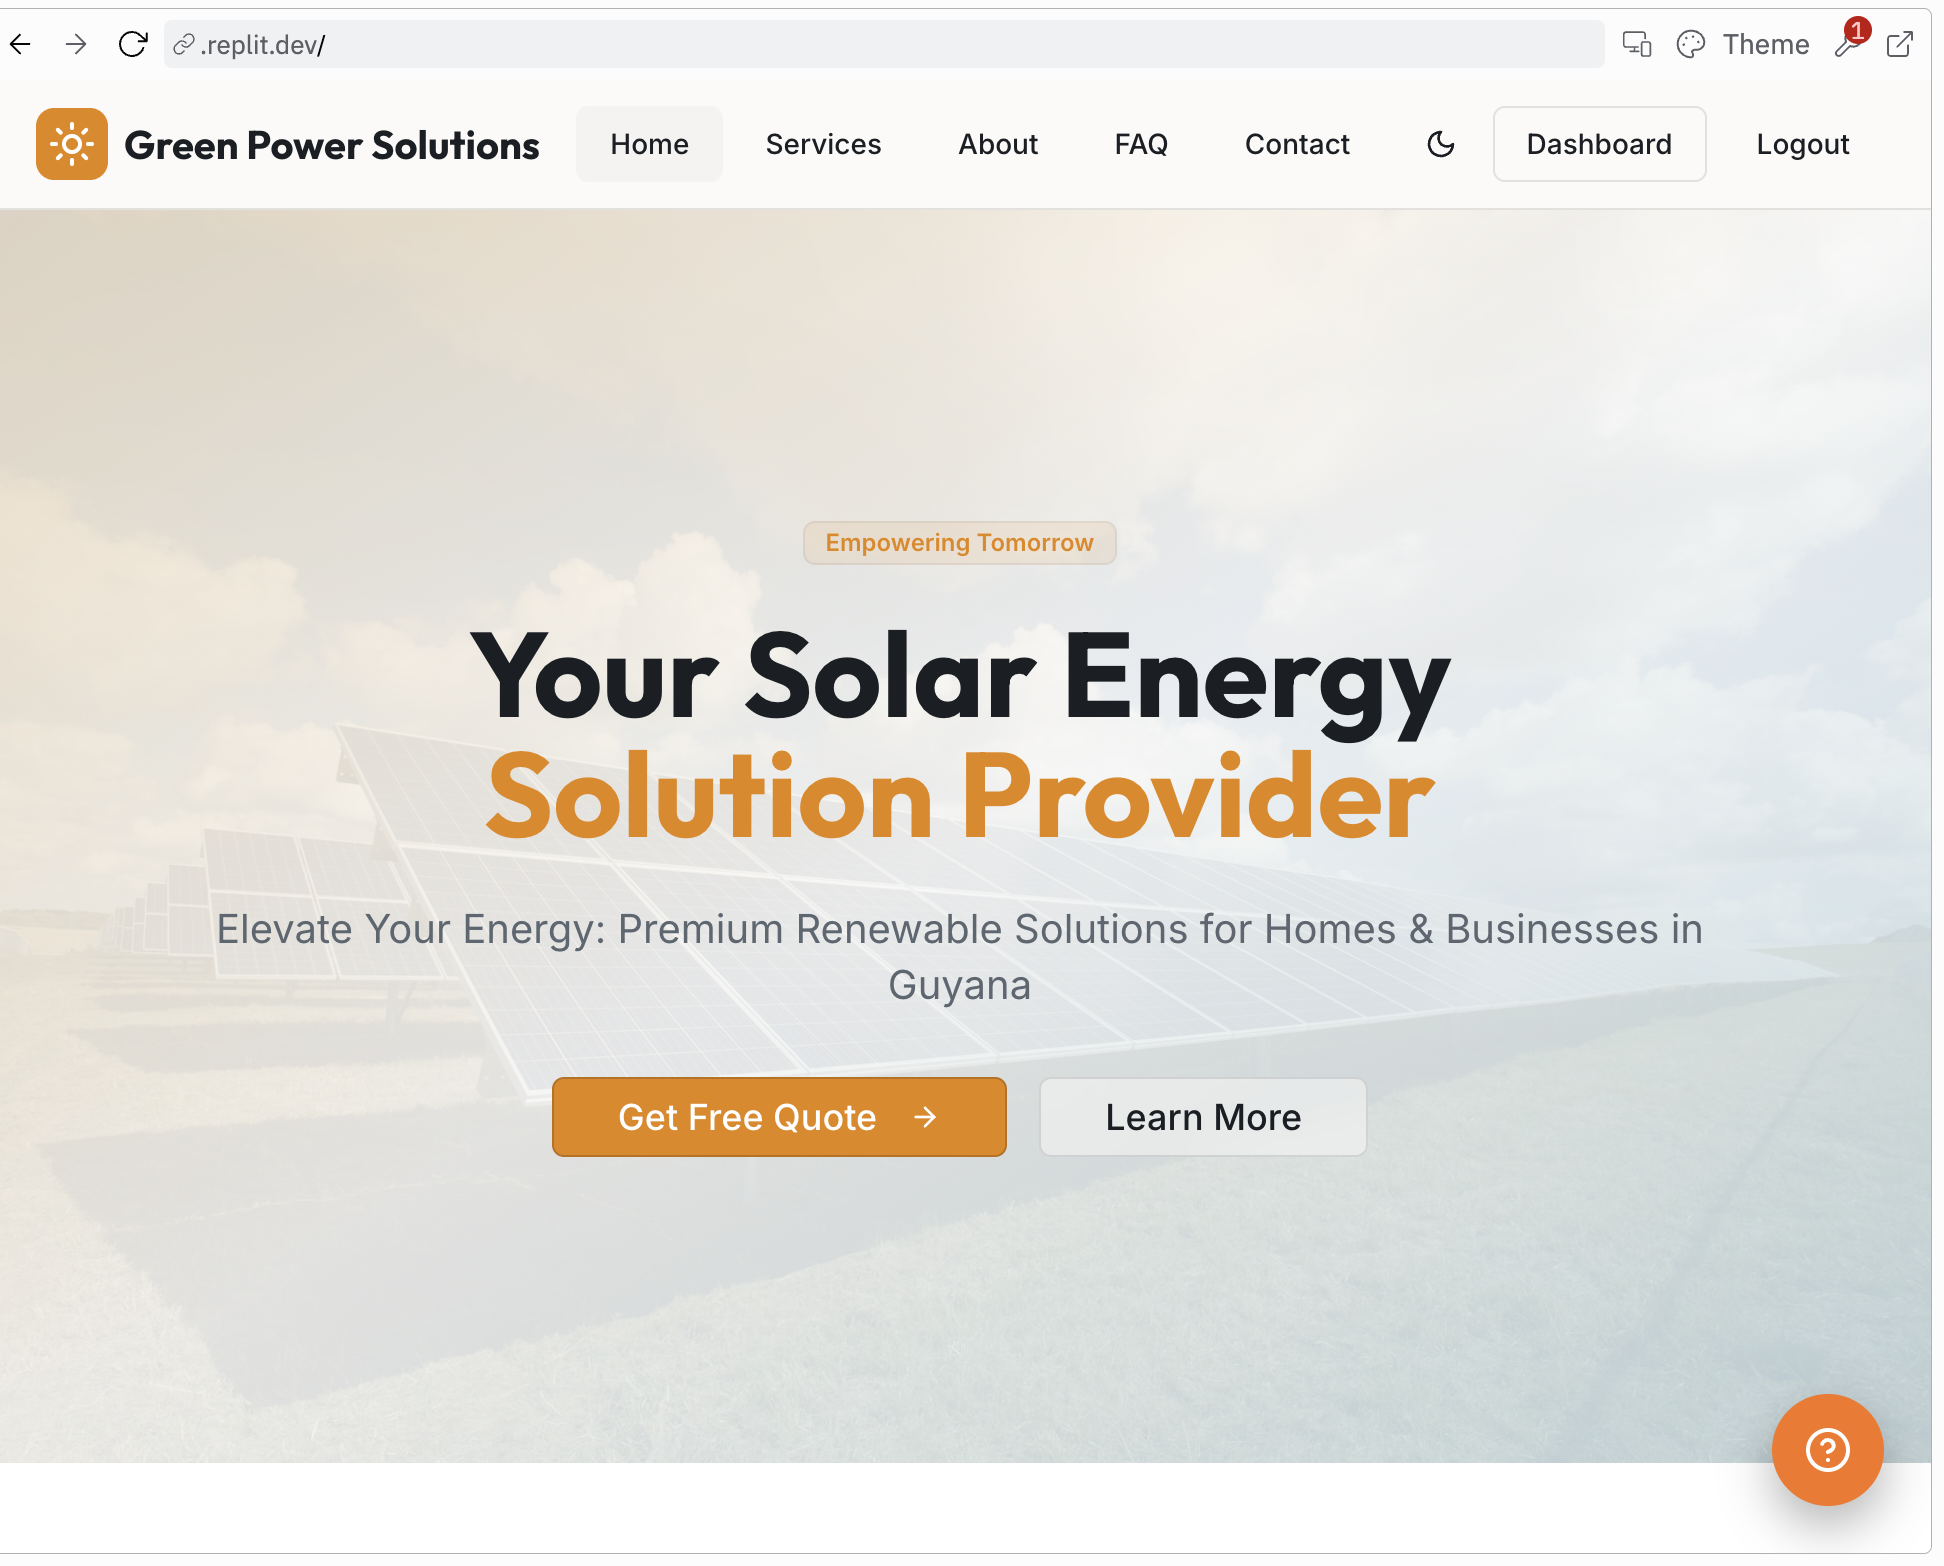 .replit.dev/
Theme
1
Green Power Solutions
Home
Services
About
FAQ
Contact
Dashboard
Logout
Empowering Tomorrow
Your Solar Energy
Solution Provider
Elevate Your Energy: Premium Renewable Solutions for Homes & Businesses in
Guyana
Get Free Quote
Learn More